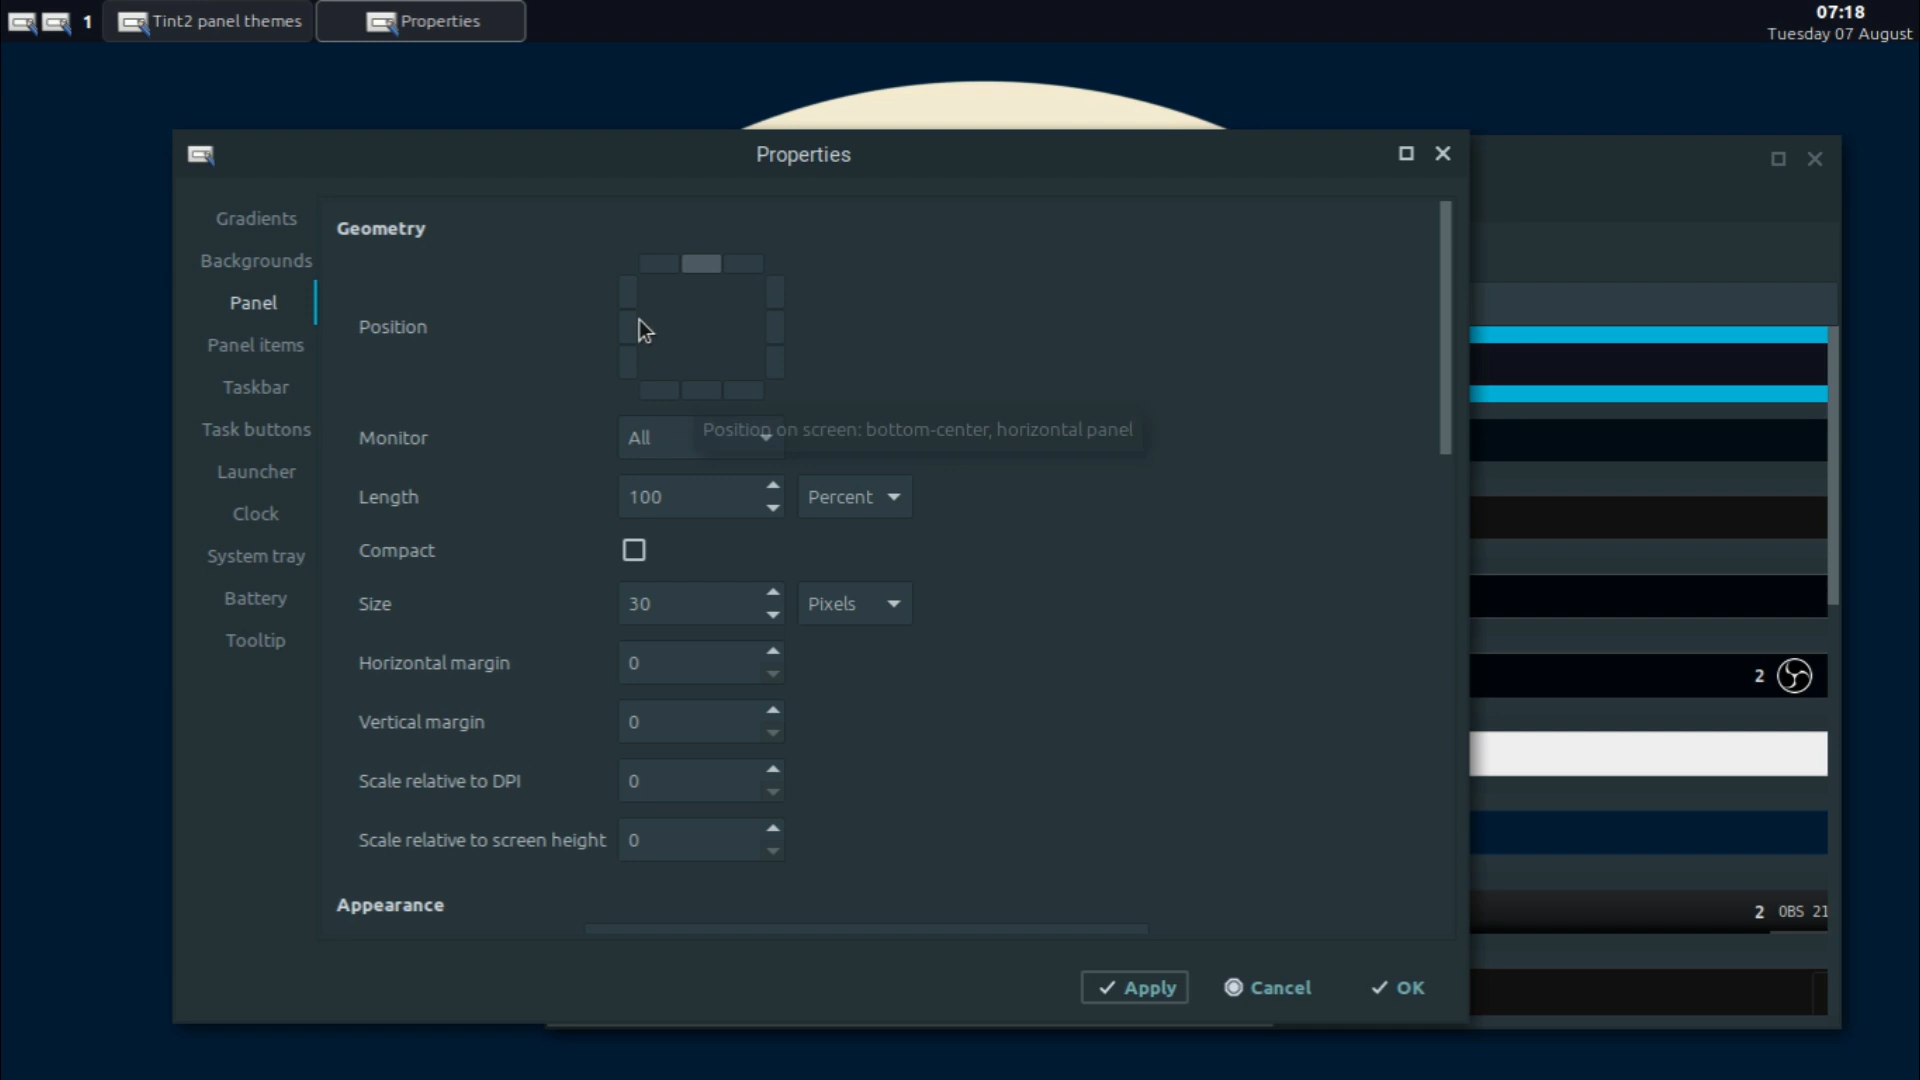 1 Tint2 panel themes Properties
07:18
Tuesday 07 August
Properties
Gradients
Backgrounds
Panel
Panel items
Taskbar
Task buttons
Launcher
Clock
System tray
Battery
Tooltip
Geometry
Position
Monitor All
Position on screen: bottom-center, horizontal panel
Length 100 Percent
Compact
Size 30 Pixels
Horizontal margin 0
Vertical margin 0
Scale relative to DPI 0
Scale relative to screen height 0
Appearance
Apply Cancel OK
2
2 OBS 21